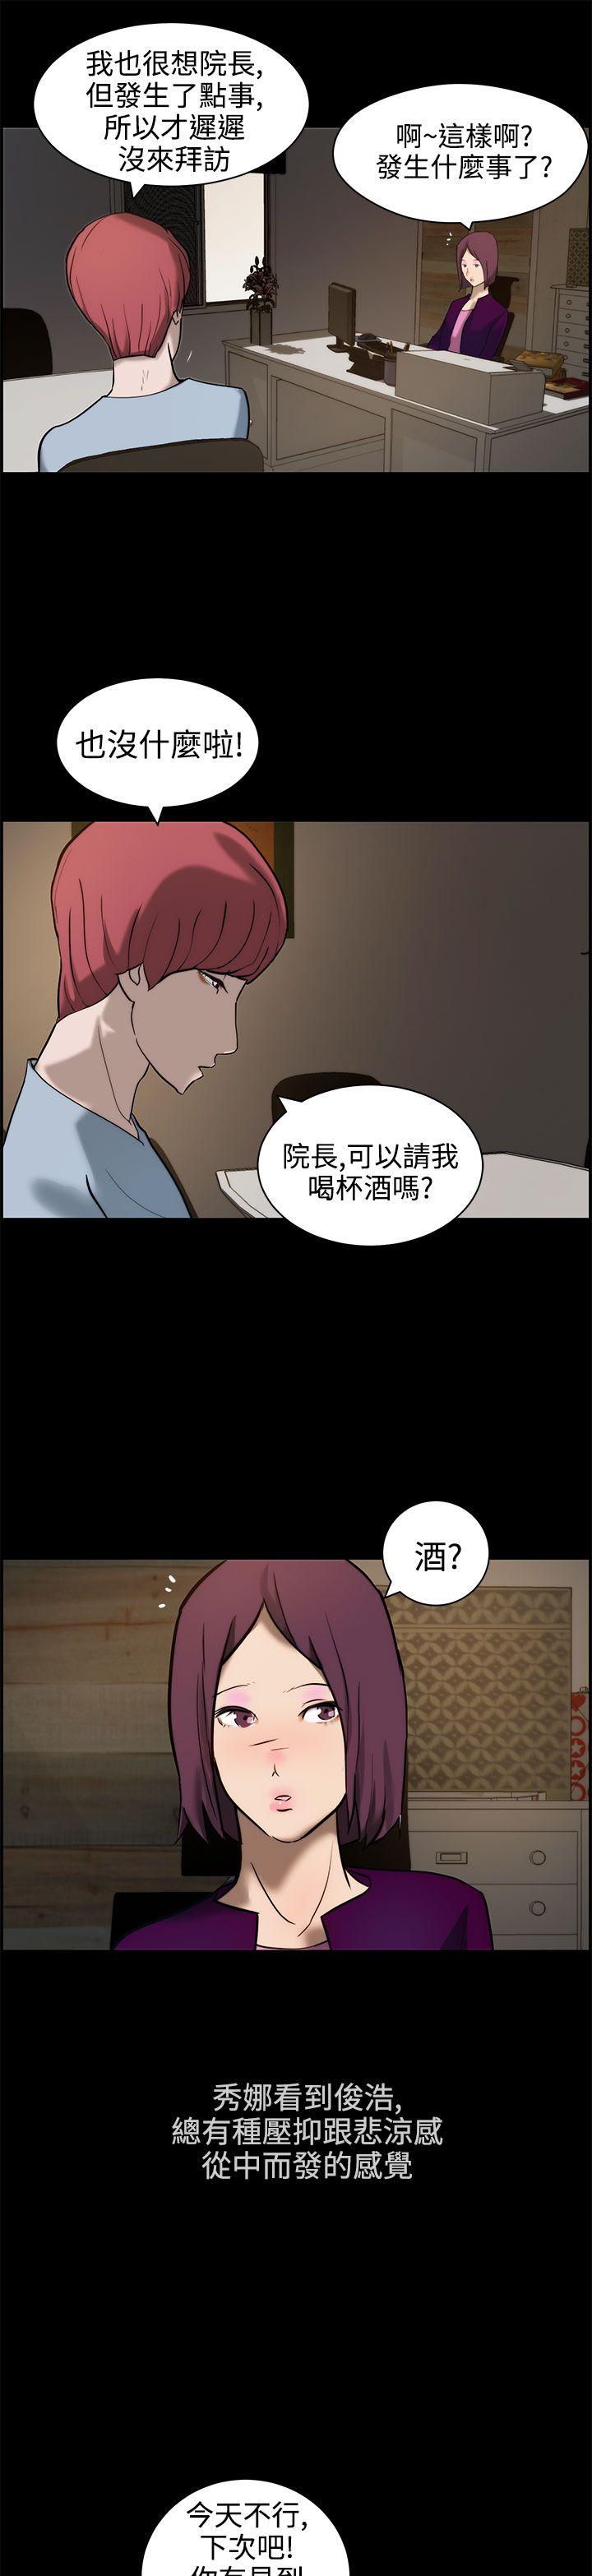 我也很想院長,
但發生了點事,
所以才遲遲
沒來拜訪
啊~這樣啊?
發生什麼事了?
也沒什麼啦!
院長,可以請我
喝杯酒嗎?
酒?
秀娜看到俊浩,
總有種壓抑跟悲涼感
從中而發的感覺
今天不行,
下次吧!